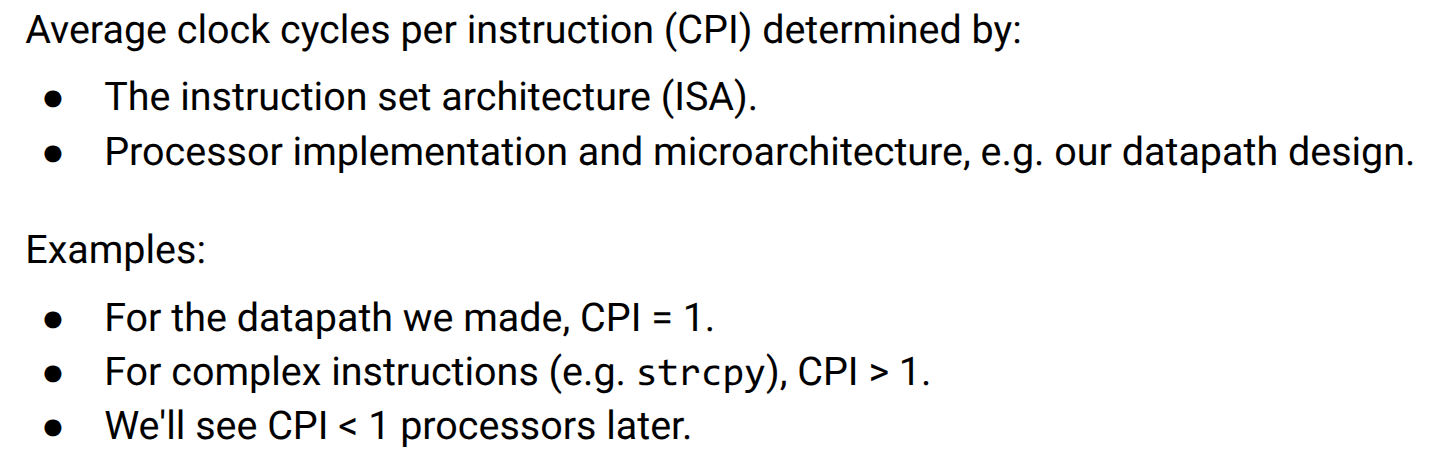 Average clock cycles per instruction (CPI) determined by:
● The instruction set architecture (ISA).
● Processor implementation and microarchitecture, e.g. our datapath design.
Examples:
● For the datapath we made, CPI = 1.
● For complex instructions (e.g. strcpy), CPI > 1.
● We'll see CPI < 1 processors later.